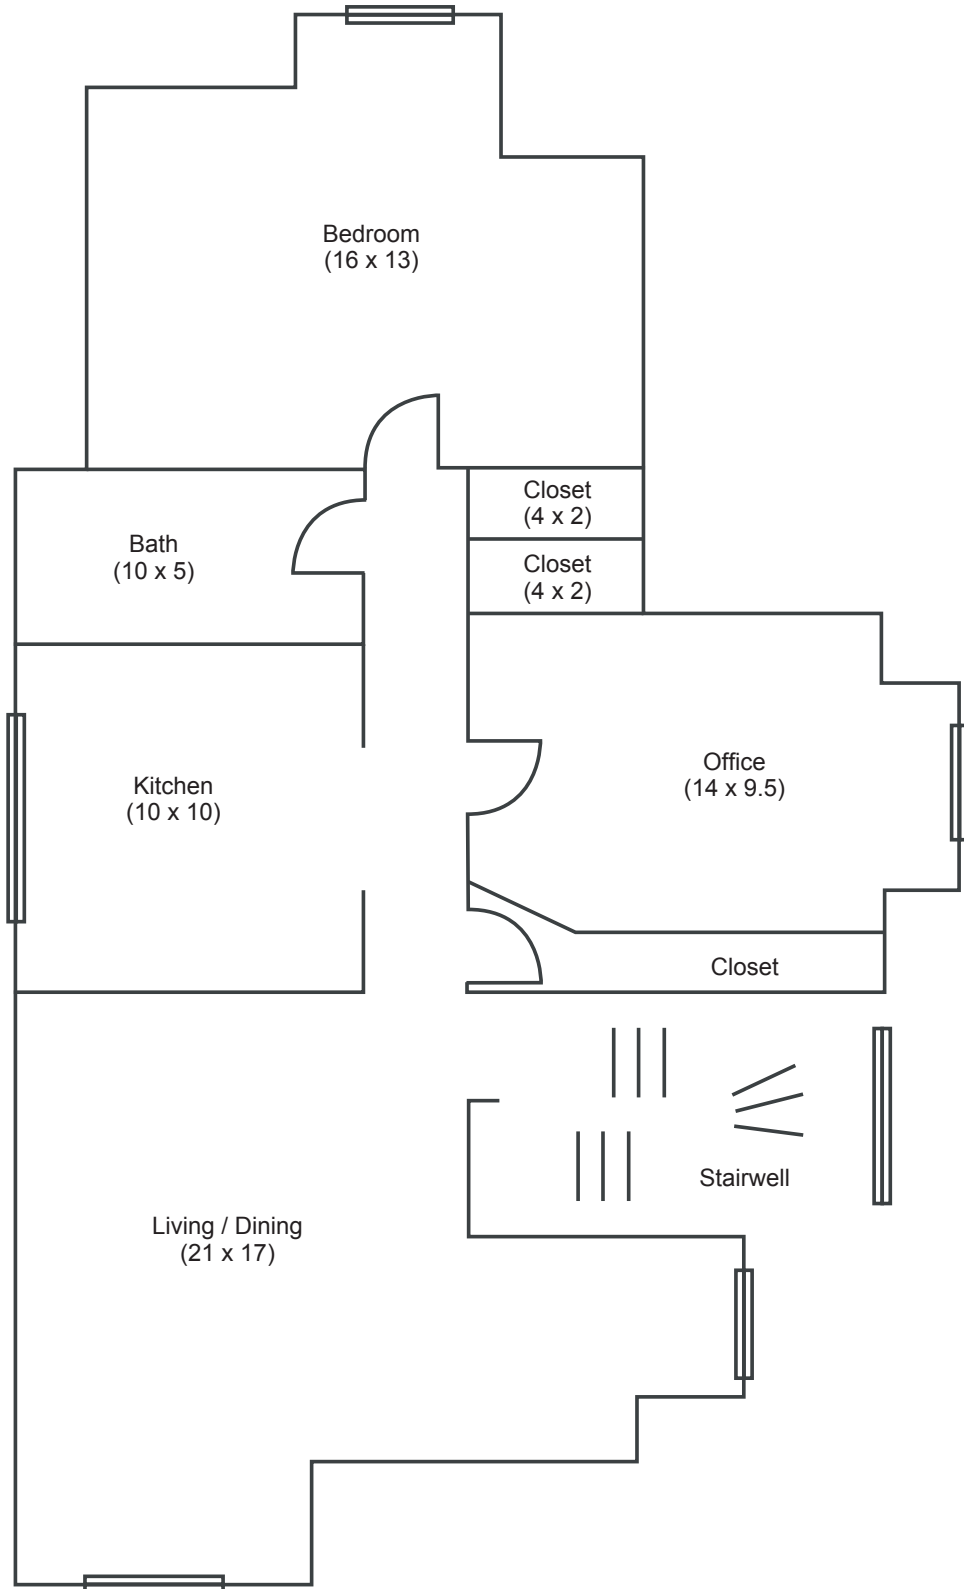 Bedroom
(16 x 13)
Closet
(4 x 2)
Bath
(10 x 5)
Closet
(4 x 2)
Office
(14 x 9.5)
Kitchen
(10 x 10)
Closet
Stairwell
Living / Dining
(21 x 17)